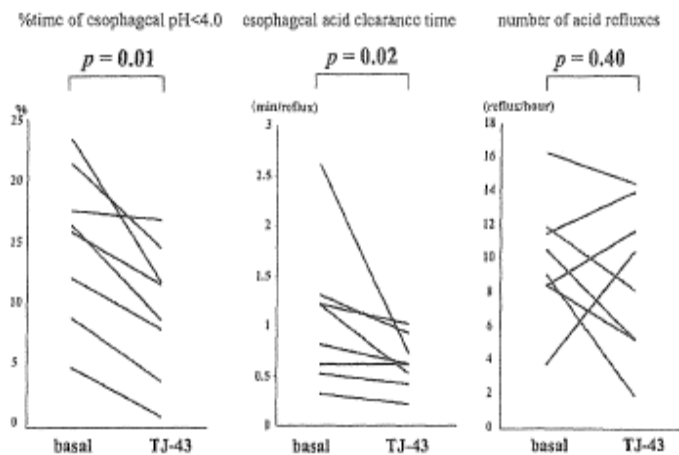 %time of esophageal pH<4.0
p = 0.01
%
25
20
15
10
5
0
basal TJ-43
esophageal acid clearance time
p = 0.02
(min/reflux)
3
2.5
2
1.5
1
0.5
0
basal TJ-43
number of acid refluxes
p = 0.40
(reflux/hour)
18
16
14
12
10
8
6
4
2
0
basal TJ-43